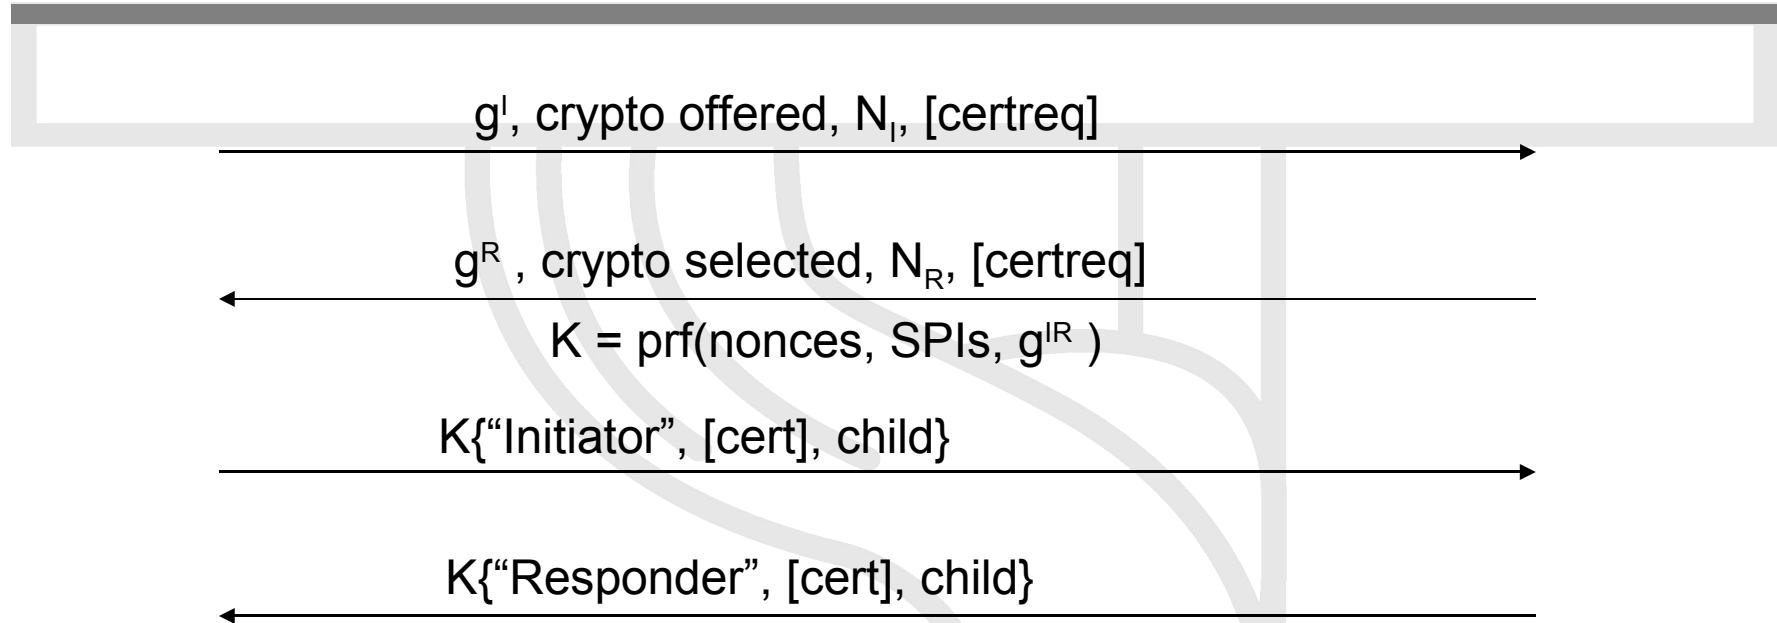 g^I, crypto offered, N_I, [certreq]
g^R , crypto selected, N_R, [certreq]
K = prf(nonces, SPIs, g^IR )
K{“Initiator”, [cert], child}
K{“Responder”, [cert], child}